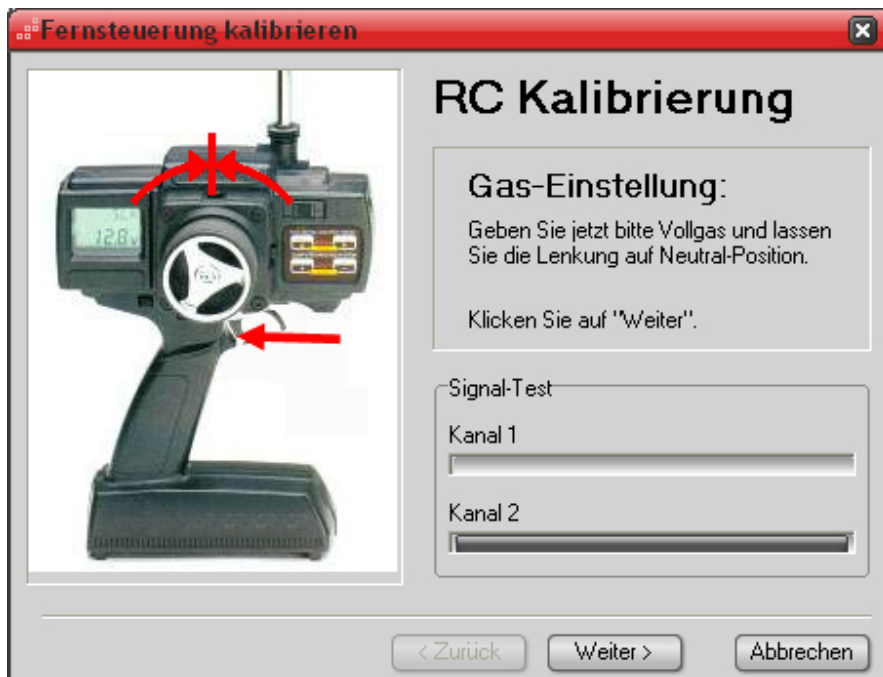 Fernsteuerung kalibrieren
RC Kalibrierung
12.8v
Gas-Einstellung:
Geben Sie jetzt bitte Vollgas und lassen
Sie die Lenkung auf Neutral-Position.
Klicken Sie auf "Weiter".
Signal-Test
Kanal 1
Kanal 2
< Zurück
Weiter >
Abbrechen